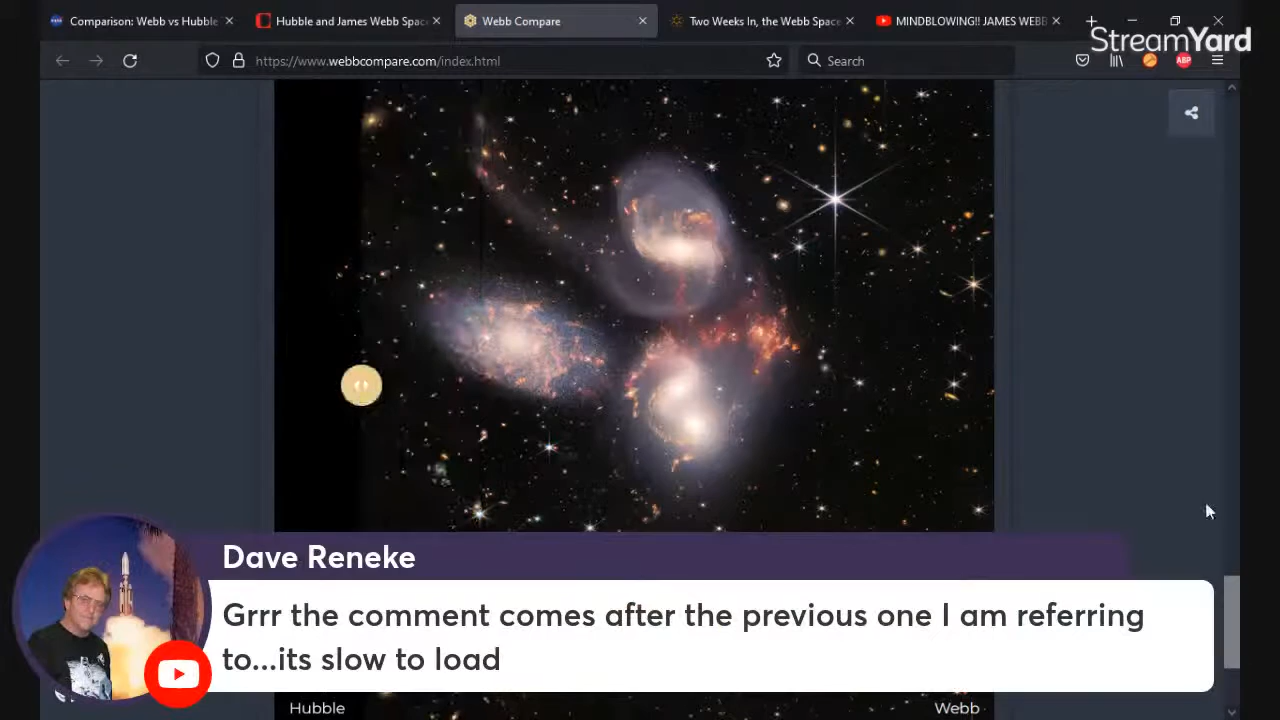 Comparison: Webb vs Hubble
Hubble and James Webb Spac
Webb Compare
Two Weeks In, the Webb Space
MINDBLOWING!! JAMES WEBB
StreamYard
https://www.webbcompare.com/index.html
Search
ABP
Dave Reneke
Grrr the comment comes after the previous one I am referring
to...its slow to load
Hubble
Webb